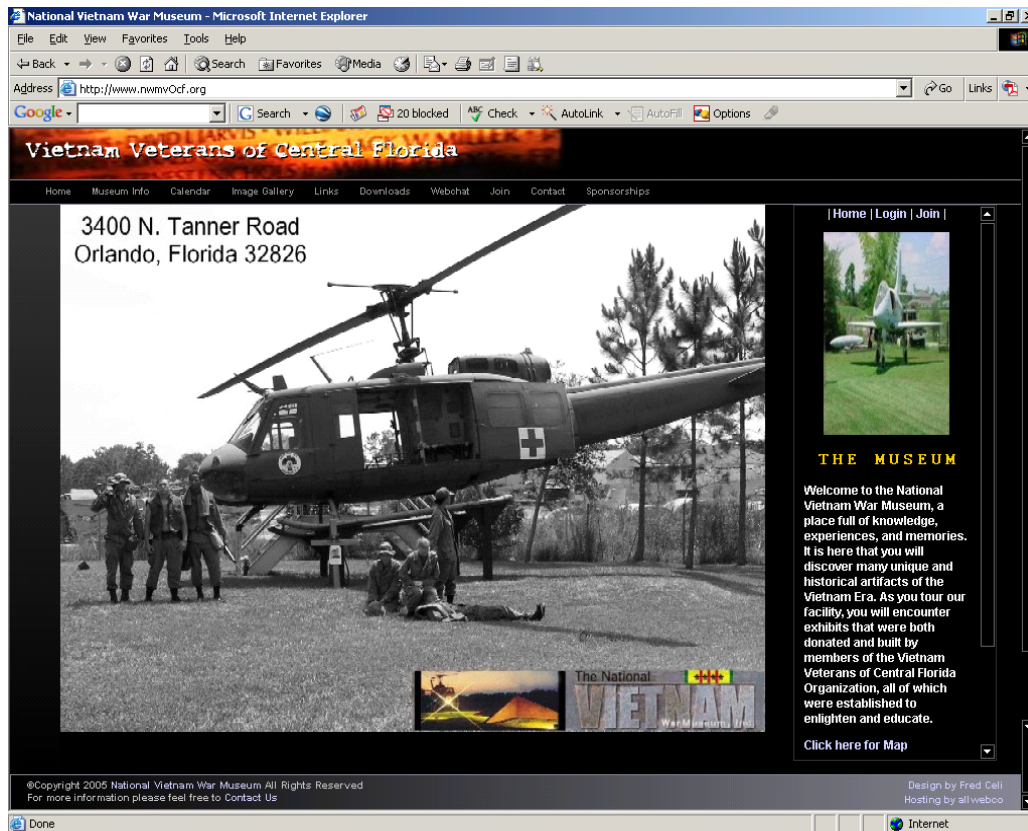 National Vietnam War Museum - Microsoft Internet Explorer
File Edit View Favorites Tools Help
Back Search Favorites Media
Address http://www.nwmvOcf.org Go Links
Google Search 20 blocked ABC Check AutoLink AutoFill Options
Vietnam Veterans of Central Florida
Home Museum Info Calendar Image Gallery Links Downloads Webchat Join Contact Sponsorships
3400 N. Tanner Road
Orlando, Florida 32826
The National
VIETNAM
War Museum, Inc.
| Home | Login | Join |
THE MUSEUM
Welcome to the National
Vietnam War Museum, a
place full of knowledge,
experiences, and memories.
It is here that you will
discover many unique and
historical artifacts of the
Vietnam Era. As you tour our
facility, you will encounter
exhibits that were both
donated and built by
members of the Vietnam
Veterans of Central Florida
Organization, all of which
were established to
enlighten and educate.
Click here for Map
©Copyright 2005 National Vietnam War Museum All Rights Reserved
For more information please feel free to Contact Us
Design by Fred Celi
Hosting by allwebco
Done Internet